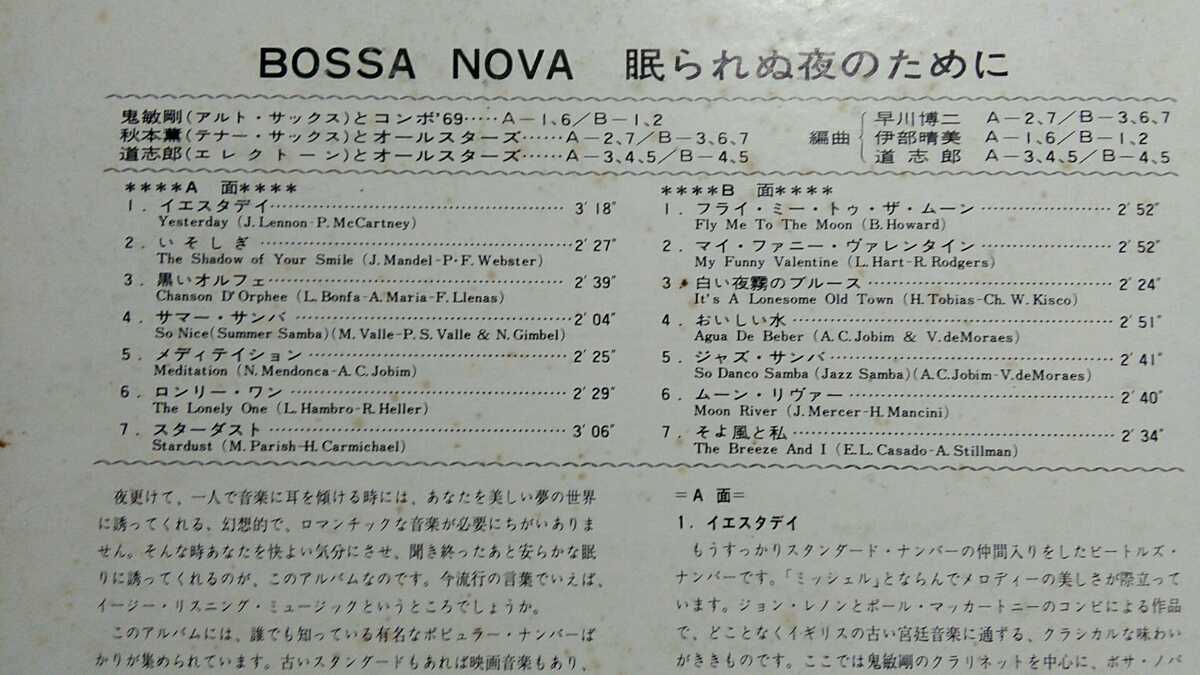 BOSSA NOVA 眠られぬ夜のために
鬼敏剛(アルト・サックス)とコンボ'69‥‥‥A-1、6/B-1、2
秋本薫(テナー・サックス)とオールスターズ‥‥‥A-2、7/B-3、6、7
道志郎(エレクトーン)とオールスターズ‥‥‥A-3、4、5/B-4、5
編曲
早川博二 A-2、7/B-3、6、7
伊部晴美 A-1、6/B-1、2
道志郎 A-3、4、5/B-4、5
****A 面****
1.イエスタデイ‥‥‥3′18″
Yesterday (J. Lennon-P. McCartney)
2.いそしぎ‥‥‥2′27″
The Shadow of Your Smile (J. Mandel-P・F. Webster)
3.黒いオルフェ‥‥‥2′39″
Chanson D'Orphee (L. Bonfa-A. Maria-F. Llenas)
4.サマー・サンバ‥‥‥2′04″
So Nice(Summer Samba)(M. Valle-P. S. Valle & N. Gimbel)
5.メディテイション‥‥‥2′25″
Meditation (N. Mendonca-A. C. Jobim)
6.ロンリー・ワン‥‥‥2′29″
The Lonely One (L. Hambro-R. Heller)
7.スターダスト‥‥‥3′06″
Stardust (M. Parish-H. Carmichael)
****B 面****
1.フライ・ミー・トゥ・ザ・ムーン‥‥‥2′52″
Fly Me To The Moon (B. Howard)
2.マイ・ファニー・ヴァレンタイン‥‥‥2′52″
My Funny Valentine (L. Hart-R. Rodgers)
3.白い夜霧のブルース‥‥‥2′24″
It's A Lonesome Old Town (H. Tobias-Ch. W. Kisco)
4.おいしい水‥‥‥2′51″
Agua De Beber (A. C. Jobim & V. deMoraes)
5.ジャズ・サンバ‥‥‥2′41″
So Danco Samba (Jazz Samba)(A. C. Jobim-V. deMoraes)
6.ムーン・リヴァー‥‥‥2′40″
Moon River (J. Mercer-H. Mancini)
7.そよ風と私‥‥‥2′34″
The Breeze And I (E. L. Casado-A. Stillman)
夜更けて、一人で音楽に耳を傾ける時には、あなたを美しい夢の世界
に誘ってくれる、幻想的で、ロマンチックな音楽が必要にちがいありま
せん。そんな時あなたを快よい気分にさせ、聞き終ったあと安らかな眠
りに誘ってくれるのが、このアルバムなのです。今流行の言葉でいえば、
イージー・リスニング・ミュージックというところでしょうか。
このアルバムには、誰でも知っている有名なポピュラー・ナンバーば
かりが集められています。古いスタンダードもあれば映画音楽もあり、
=A 面=
1.イエスタデイ
もうすっかりスタンダード・ナンバーの仲間入りをしたビートルズ・
ナンバーです。「ミッシェル」とならんでメロディーの美しさが際立って
います。ジョン・レノンとポール・マッカートニーのコンビによる作品
で、どことなくイギリスの古い宮廷音楽に通ずる、クラシカルな味わい
がききものです。ここでは鬼敏剛のクラリネットを中心に、ボサ・ノバ